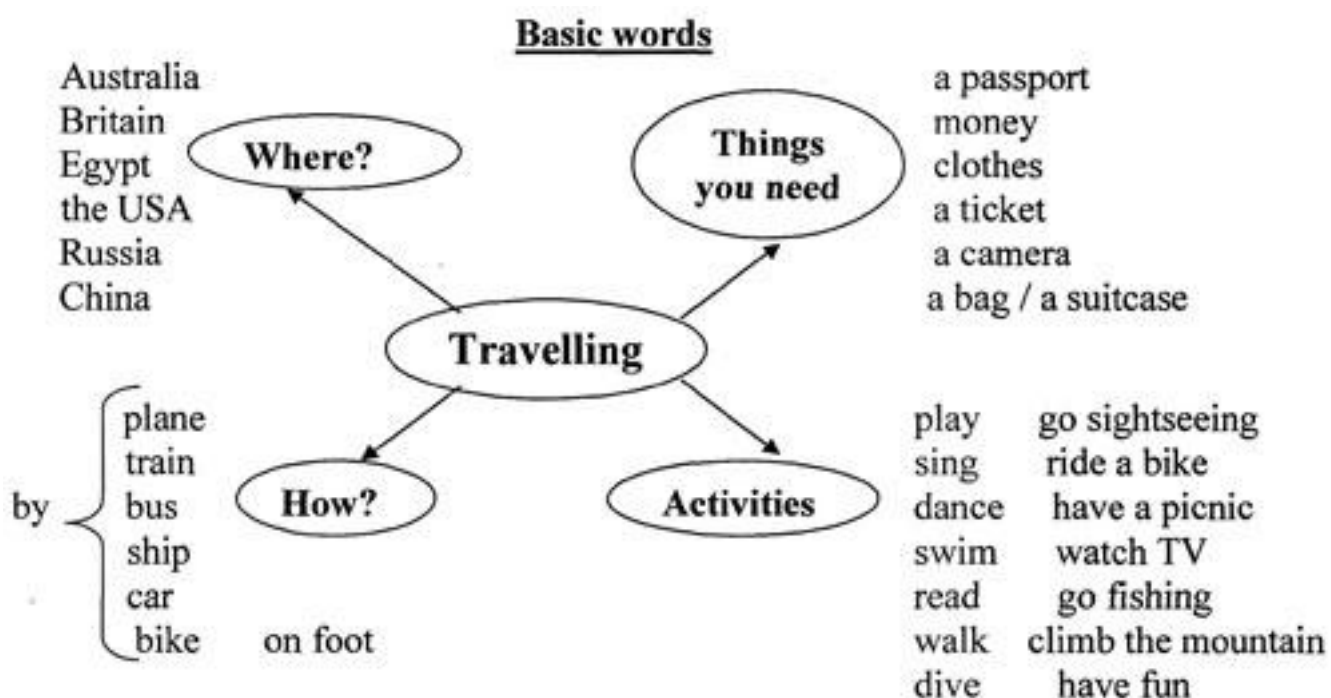 Basic words
Australia
Britain
Egypt
the USA
Russia
China
Where?
Things
you need
a passport
money
clothes
a ticket
a camera
a bag / a suitcase
Travelling
by
plane
train
bus
ship
car
bike on foot
How?
Activities
play go sightseeing
sing ride a bike
dance have a picnic
swim watch TV
read go fishing
walk climb the mountain
dive have fun